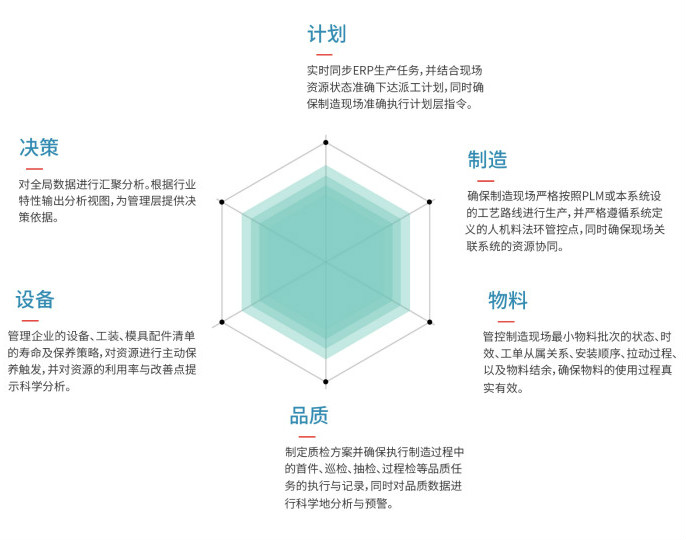 计划
实时同步ERP生产任务，并结合现场
资源状态准确下达派工计划，同时确
保制造现场准确执行计划层指令。
决策
对全局数据进行汇聚分析。根据行业
特性输出分析视图，为管理层提供决
策依据。
制造
确保制造现场严格按照PLM或本系统设
的工艺路线进行生产，并严格遵循系统定
义的人机料法环管控点，同时确保现场关
联系统的资源协同。
设备
管理企业的设备、工装、模具配件清单
的寿命及保养策略，对资源进行主动保
养触发，并对资源的利用率与改善点提
示科学分析。
物料
管控制造现场最小物料批次的状态、时
效、工单从属关系、安装顺序、拉动过程、
以及物料结余，确保物料的使用过程真
实有效。
品质
制定质检方案并确保执行制造过程中
的首件、巡检、抽检、过程检等品质任
务的执行与记录，同时对品质数据进
行科学地分析与预警。